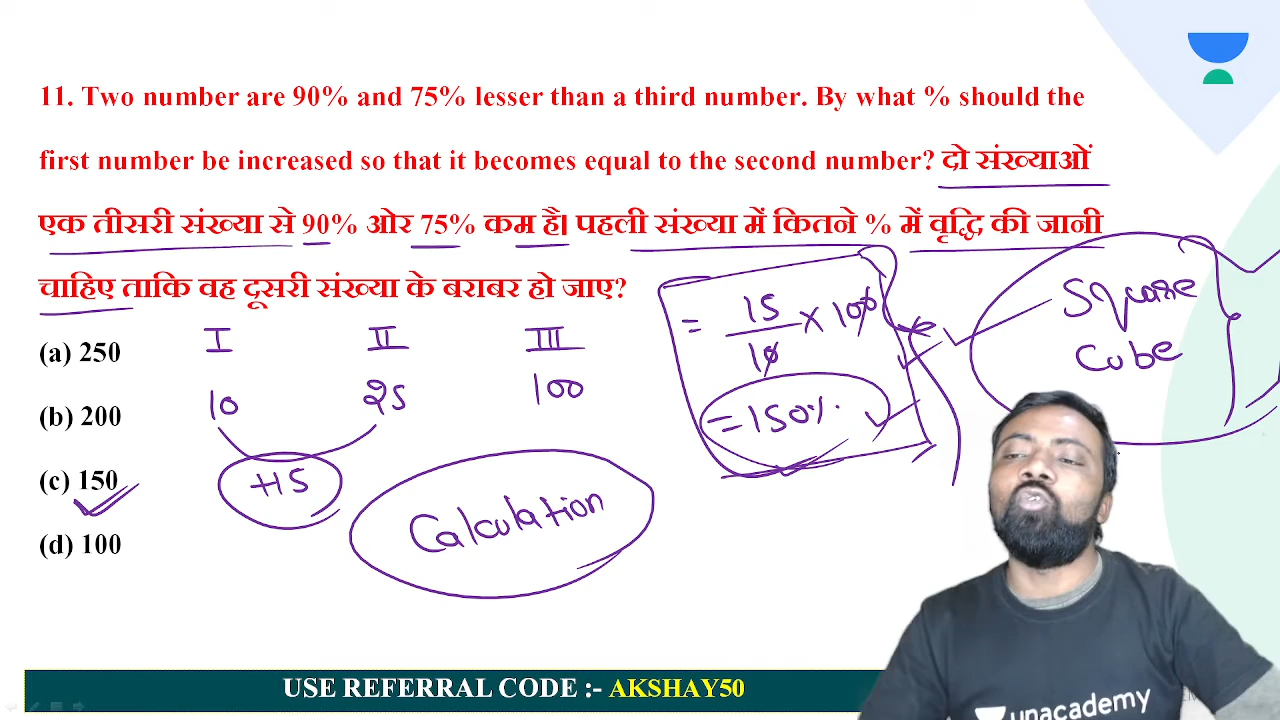 11. Two number are 90% and 75% lesser than a third number. By what % should the
first number be increased so that it becomes equal to the second number? दो संख्याओं
एक तीसरी संख्या से 90% ओर 75% कम है। पहली संख्या में कितने % में वृद्धि की जानी
चाहिए ताकि वह दूसरी संख्या के बराबर हो जाए?
(a) 250
(b) 200
(c) 150
(d) 100
I II III
10 25 100
+15
Calculation
= 15/10 × 100
= 150%
Square
Cube
USE REFERRAL CODE :- AKSHAY50
unacademy